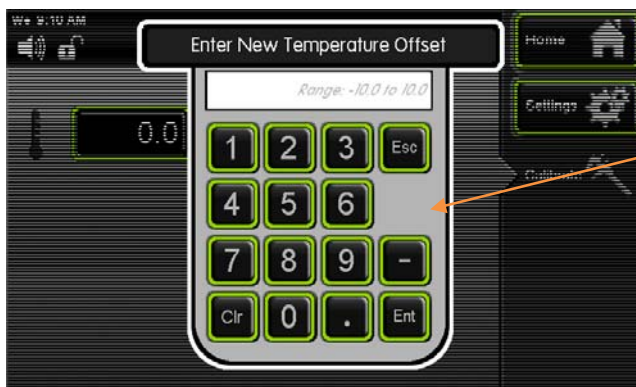 We 9:10 AM
Enter New Temperature Offset
Home
Range: -10.0 to 10.0
Settings
0.0
1 2 3 Esc
Calibrate
4 5 6
7 8 9 -
Clr 0 . Ent